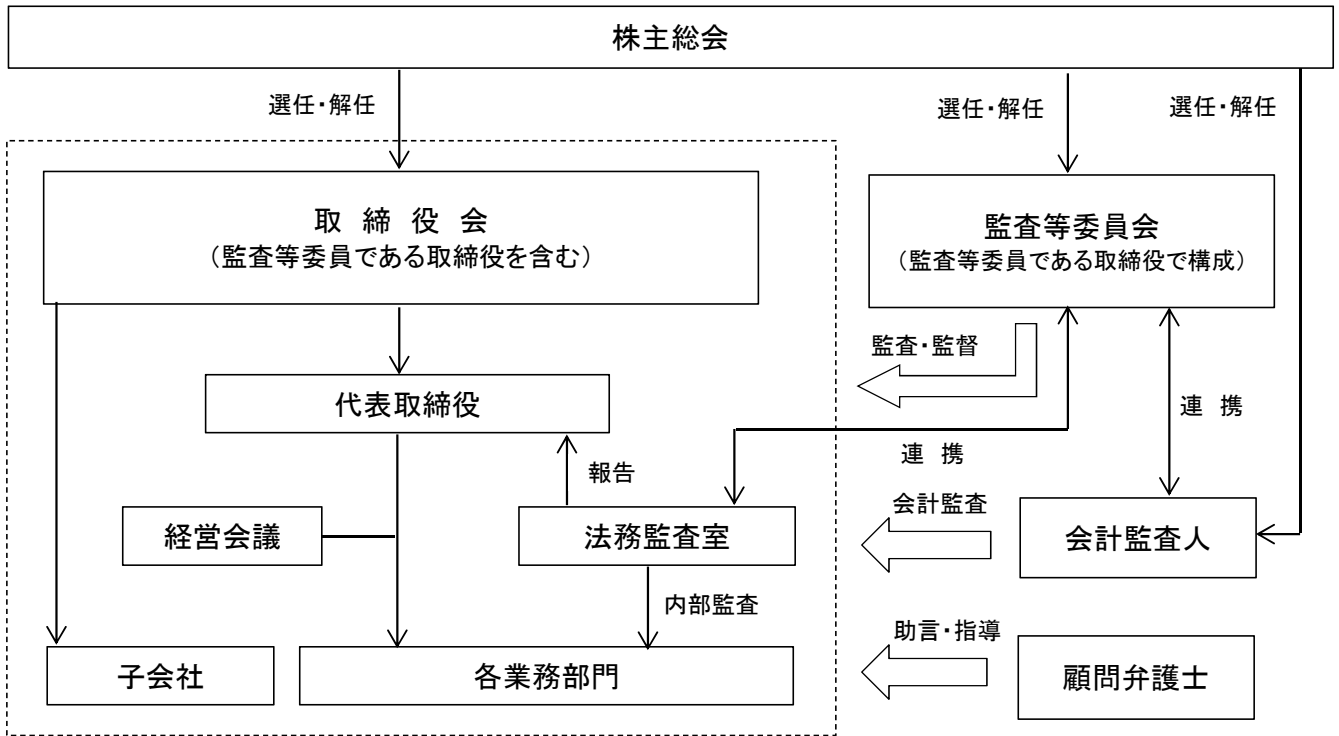 株主総会
選任・解任
選任・解任
選任・解任
取 締 役 会
（監査等委員である取締役を含む）
監査等委員会
（監査等委員である取締役で構成）
監査・監督
代表取締役
連 携
連 携
報告
会計監査
経営会議
法務監査室
会計監査人
内部監査
助言・指導
子会社
各業務部門
顧問弁護士